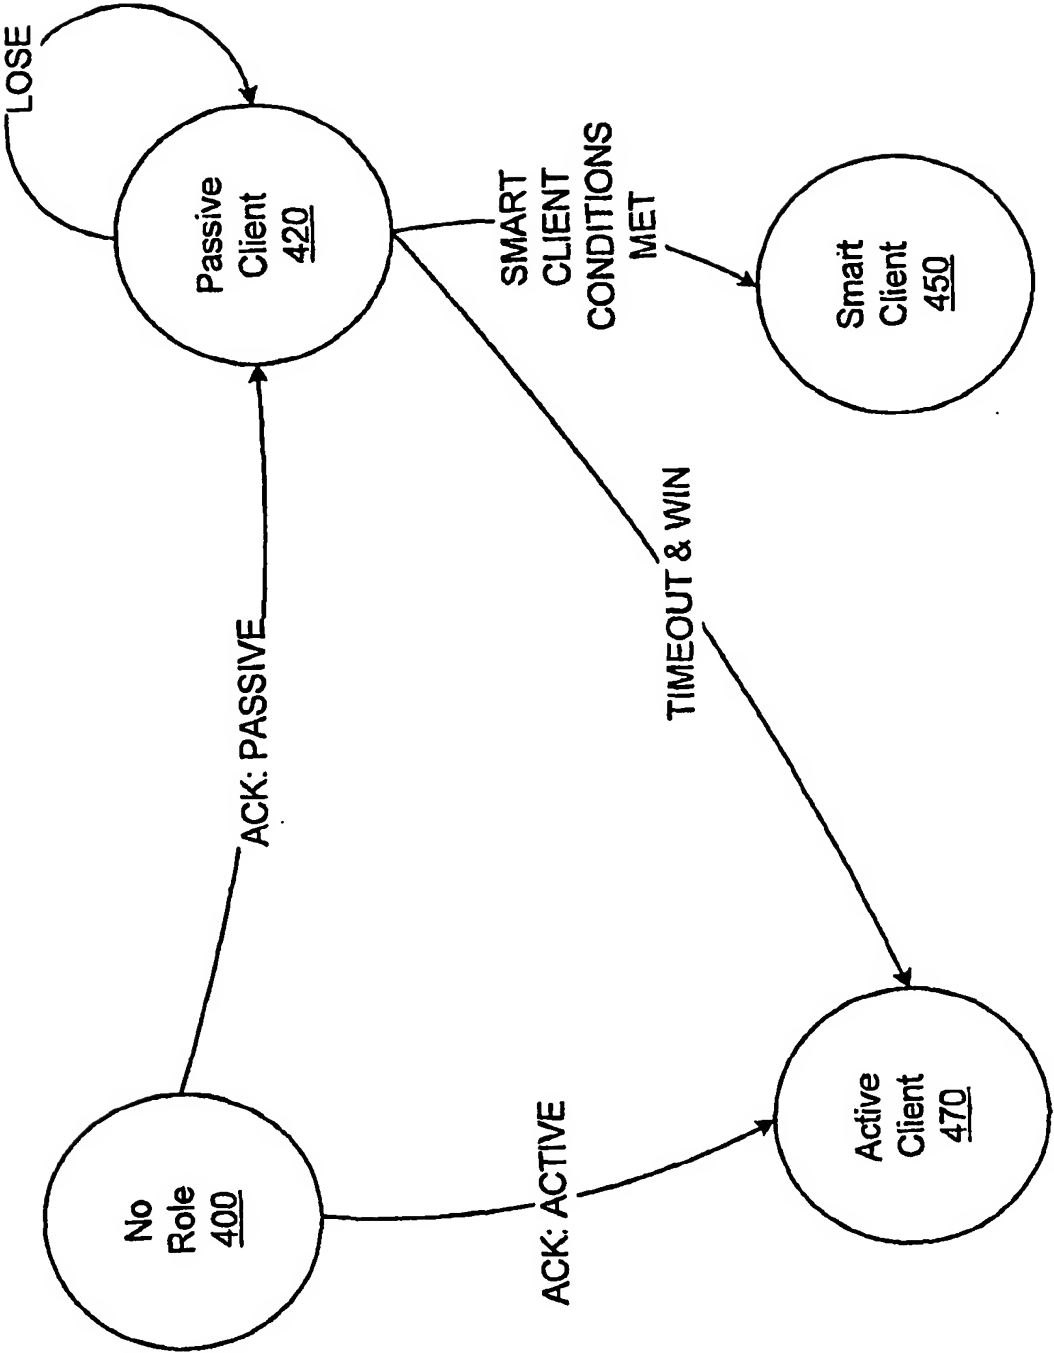 No
Role
400
ACK: PASSIVE
Passive
Client
420
LOSE
ACK: ACTIVE
TIMEOUT & WIN
SMART
CLIENT
CONDITIONS
MET
Active
Client
470
Smart
Client
450